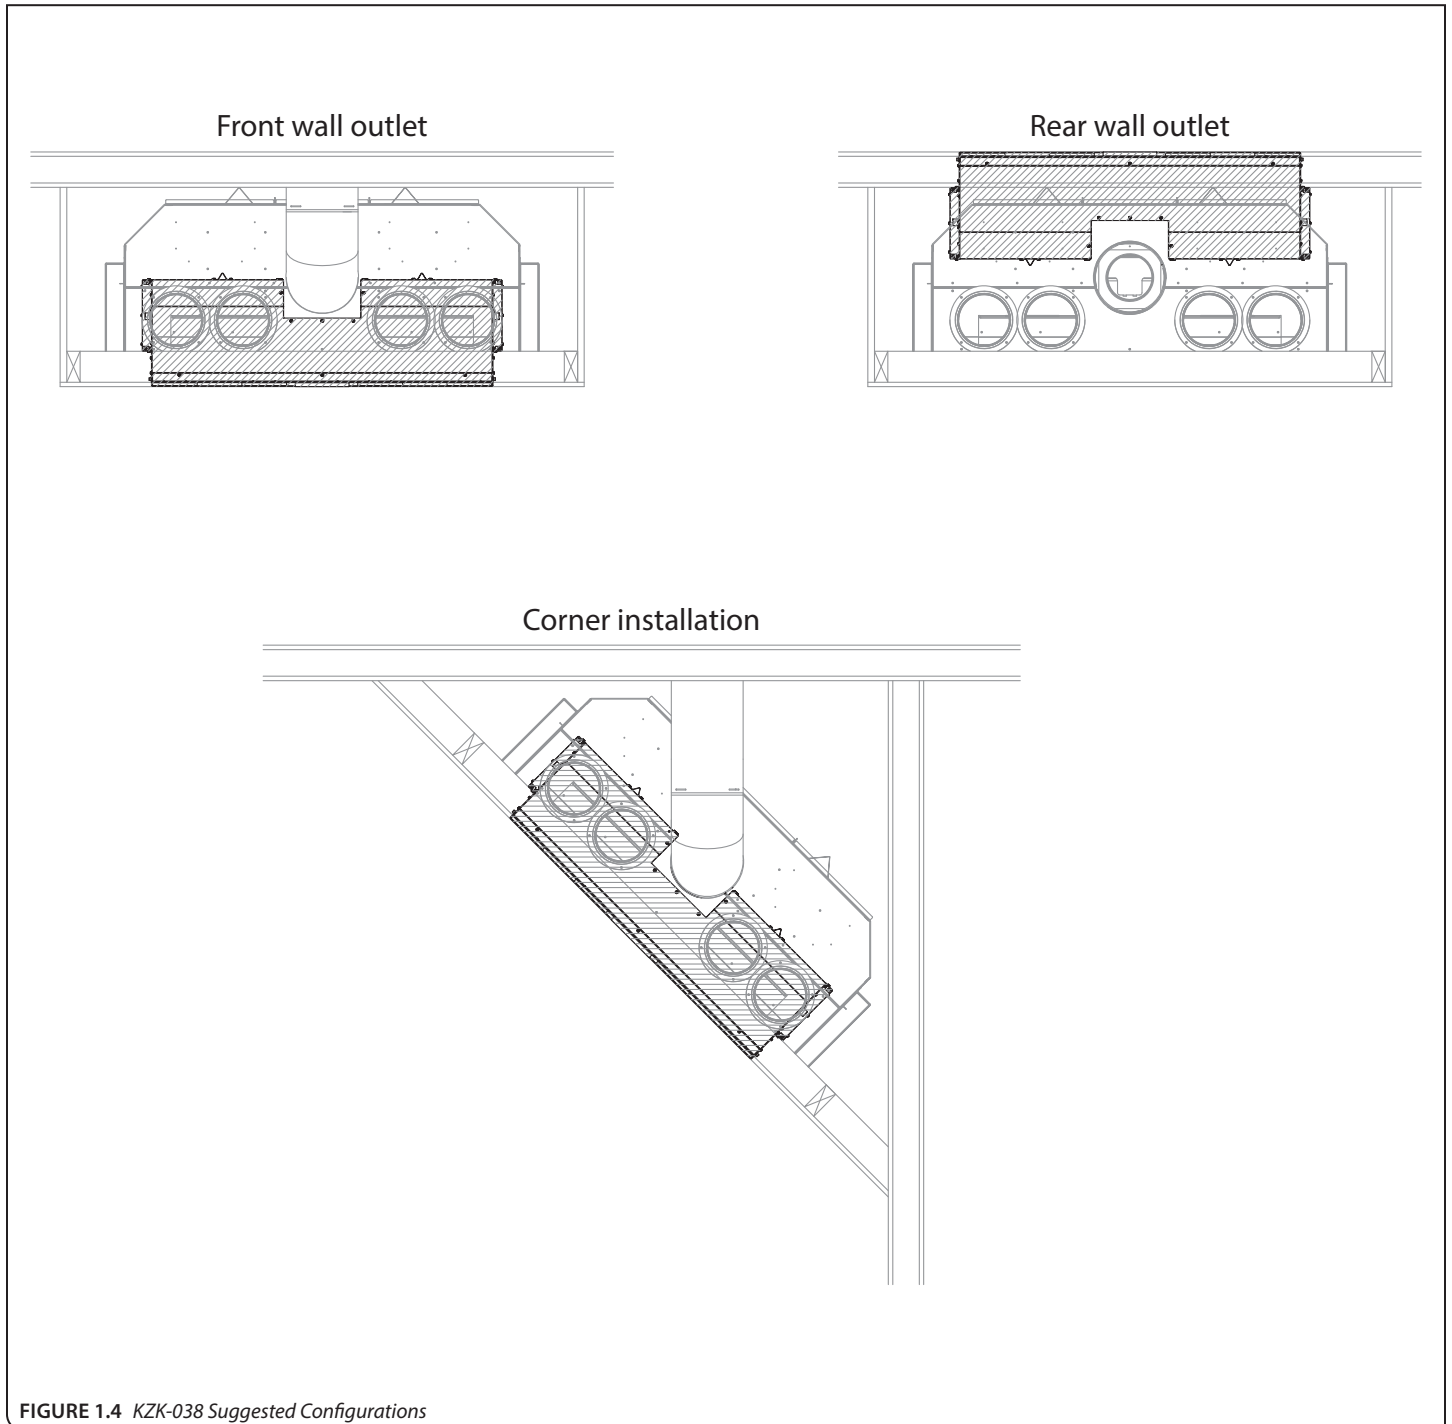 Front wall outlet
Rear wall outlet
Corner installation
FIGURE 1.4 KZK-038 Suggested Configurations